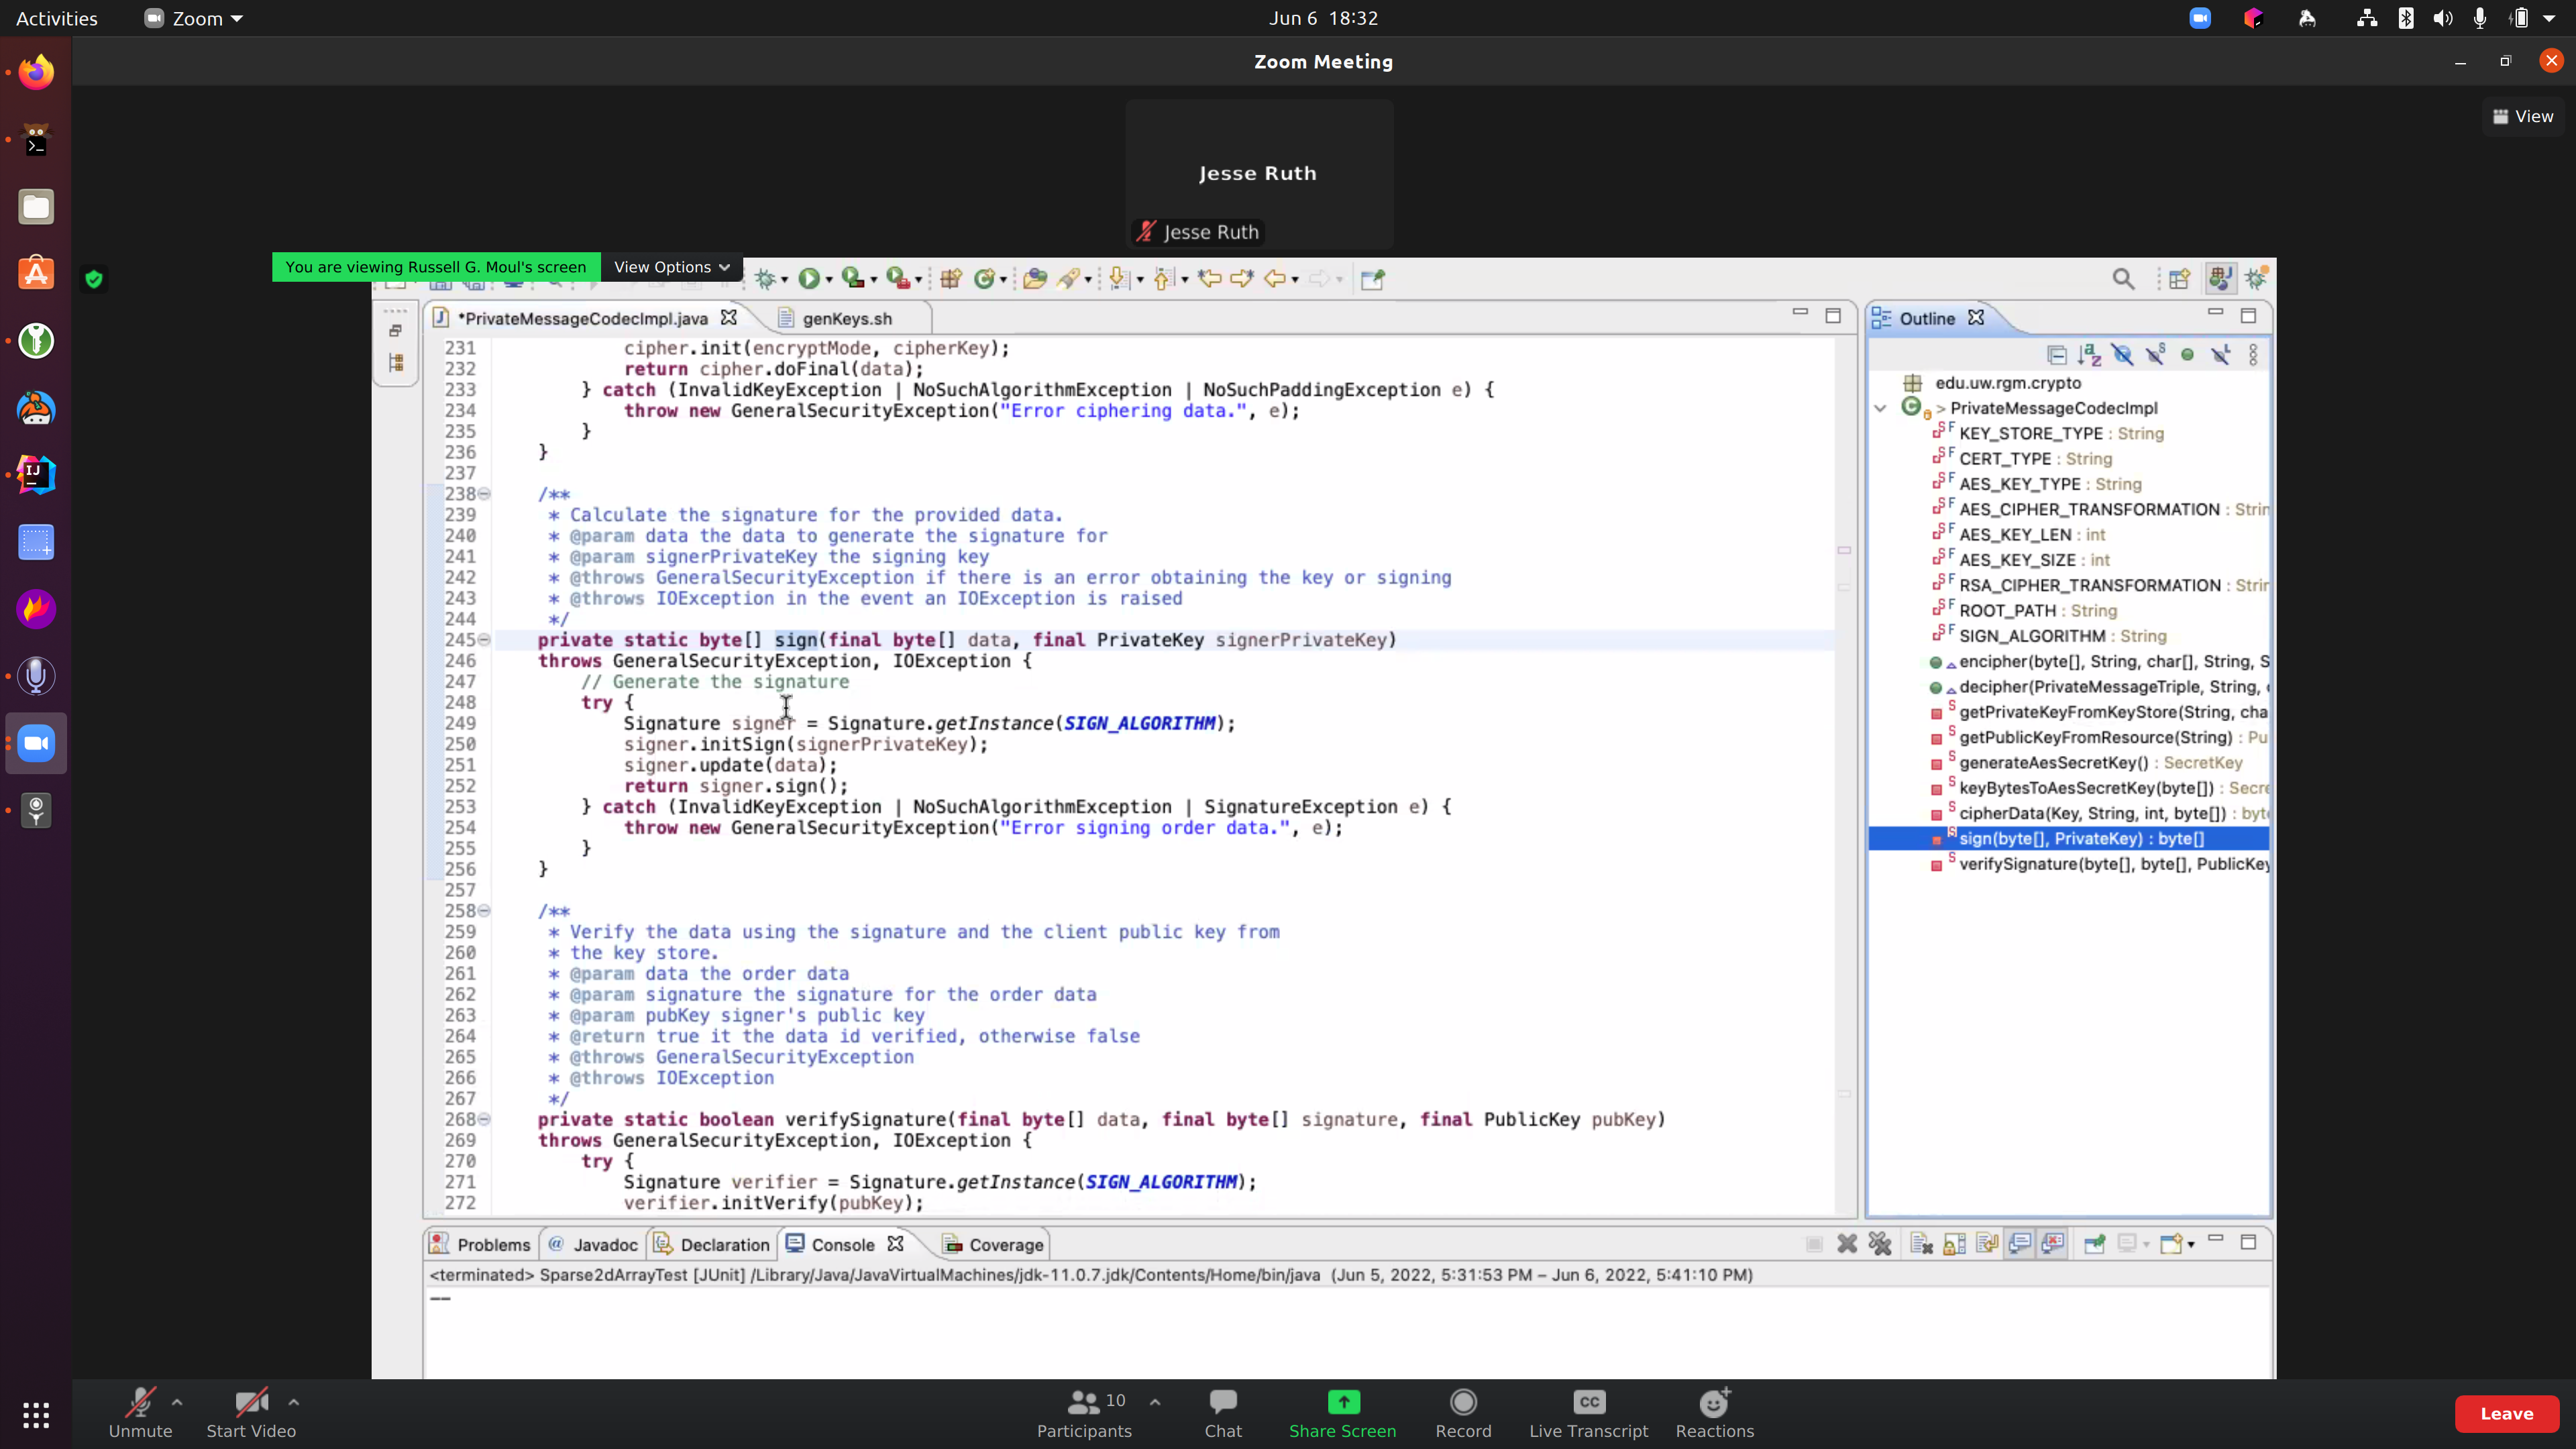 Activities
Zoom
Jun 6 18:32
Zoom Meeting
View
Jesse Ruth
Jesse Ruth
You are viewing Russell G. Moul's screen
View Options
*PrivateMessageCodecImpl.java
genKeys.sh
231 cipher.init(encryptMode, cipherKey);
232 return cipher.doFinal(data);
233 } catch (InvalidKeyException | NoSuchAlgorithmException | NoSuchPaddingException e) {
234 throw new GeneralSecurityException("Error ciphering data.", e);
235 }
236 }
237
238 /**
239 * Calculate the signature for the provided data.
240 * @param data the data to generate the signature for
241 * @param signerPrivateKey the signing key
242 * @throws GeneralSecurityException if there is an error obtaining the key or signing
243 * @throws IOException in the event an IOException is raised
244 */
245 private static byte[] sign(final byte[] data, final PrivateKey signerPrivateKey)
246 throws GeneralSecurityException, IOException {
247 // Generate the signature
248 try {
249 Signature signer = Signature.getInstance(SIGN_ALGORITHM);
250 signer.initSign(signerPrivateKey);
251 signer.update(data);
252 return signer.sign();
253 } catch (InvalidKeyException | NoSuchAlgorithmException | SignatureException e) {
254 throw new GeneralSecurityException("Error signing order data.", e);
255 }
256 }
257
258 /**
259 * Verify the data using the signature and the client public key from
260 * the key store.
261 * @param data the order data
262 * @param signature the signature for the order data
263 * @param pubKey signer's public key
264 * @return true it the data id verified, otherwise false
265 * @throws GeneralSecurityException
266 * @throws IOException
267 */
268 private static boolean verifySignature(final byte[] data, final byte[] signature, final PublicKey pubKey)
269 throws GeneralSecurityException, IOException {
270 try {
271 Signature verifier = Signature.getInstance(SIGN_ALGORITHM);
272 verifier.initVerify(pubKey);
Outline
edu.uw.rgm.crypto
> PrivateMessageCodecImpl
KEY_STORE_TYPE : String
CERT_TYPE : String
AES_KEY_TYPE : String
AES_CIPHER_TRANSFORMATION : Strin
AES_KEY_LEN : int
AES_KEY_SIZE : int
RSA_CIPHER_TRANSFORMATION : Strin
ROOT_PATH : String
SIGN_ALGORITHM : String
encipher(byte[], String, char[], String, S
decipher(PrivateMessageTriple, String, c
getPrivateKeyFromKeyStore(String, cha
getPublicKeyFromResource(String) : Pu
generateAesSecretKey() : SecretKey
keyBytesToAesSecretKey(byte[]) : Secre
cipherData(Key, String, int, byte[]) : byte
sign(byte[], PrivateKey) : byte[]
verifySignature(byte[], byte[], PublicKey
Problems
Javadoc
Declaration
Console
Coverage
<terminated> Sparse2dArrayTest [JUnit] /Library/Java/JavaVirtualMachines/jdk-11.0.7.jdk/Contents/Home/bin/java (Jun 5, 2022, 5:31:53 PM – Jun 6, 2022, 5:41:10 PM)
Unmute
Start Video
10
Participants
Chat
Share Screen
Record
CC
Live Transcript
Reactions
Leave